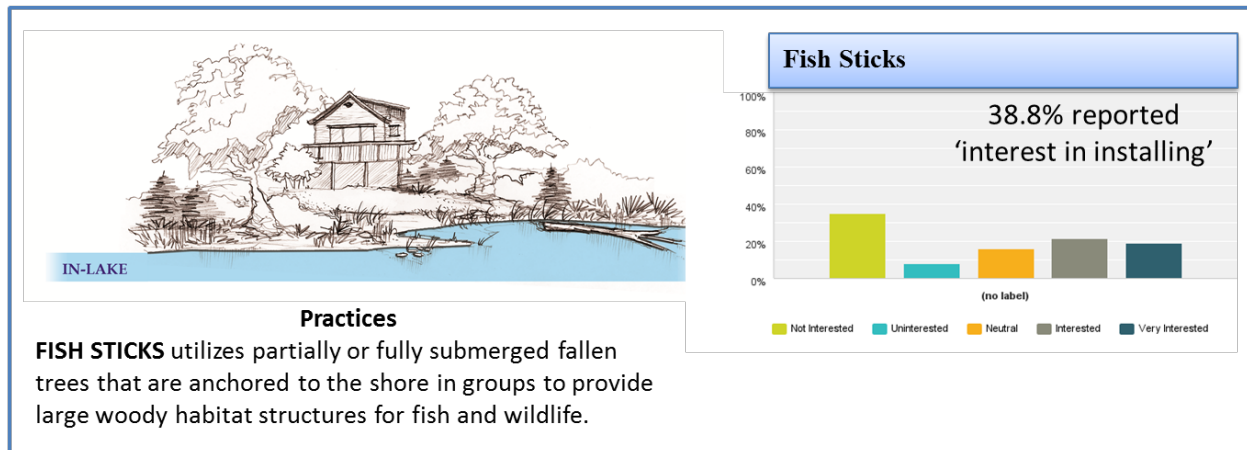 IN-LAKE
Practices
FISH STICKS utilizes partially or fully submerged fallen
trees that are anchored to the shore in groups to provide
large woody habitat structures for fish and wildlife.
Fish Sticks
38.8% reported
‘interest in installing’
100%
80%
60%
40%
20%
0%
(no label)
Not Interested Uninterested Neutral Interested Very Interested